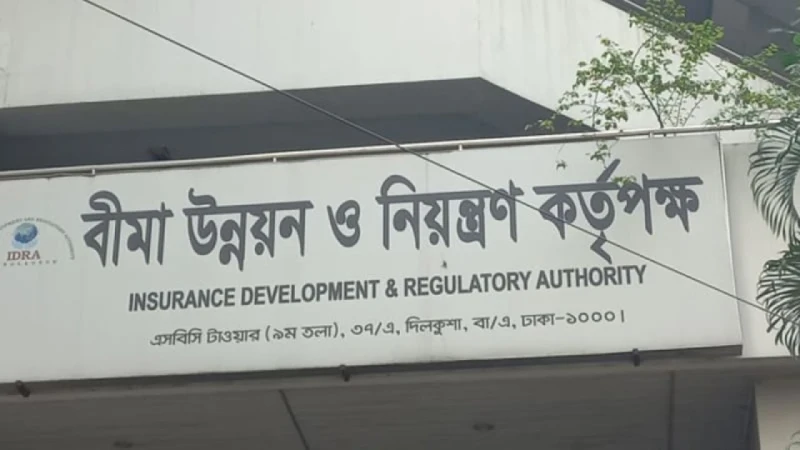 বীমা উন্নয়ন ও নিয়ন্ত্রণ কর্তৃপক্ষ
IDRA
INSURANCE DEVELOPMENT & REGULATORY AUTHORITY
এসবিসি টাওয়ার (৯ম তলা), ৩৭/এ, দিলকুশা, বা/এ, ঢাকা-১০০০।